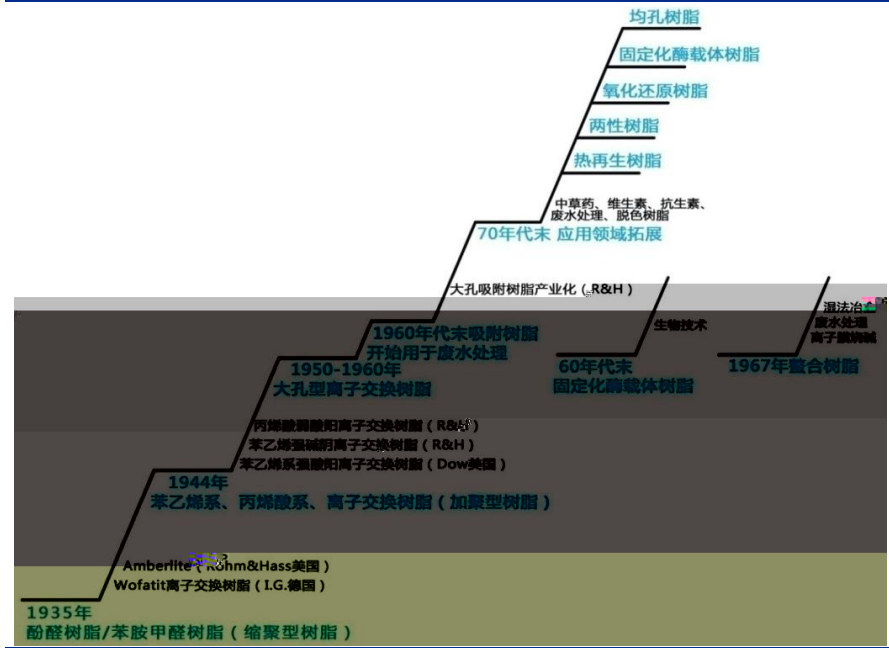 均孔树脂
固定化酶载体树脂
氧化还原树脂
两性树脂
热再生树脂
中草药、维生素、抗生素、
废水处理、脱色树脂
70年代末 应用领域拓展
大孔吸附树脂产业化（R&H）
湿法冶金
废水处理
离子膜烧碱
生物技术
1960年代末吸附树脂
开始用于废水处理
1950-1960年
大孔型离子交换树脂
60年代末
固定化酶载体树脂
1967年螯合树脂
丙烯酸弱酸阳离子交换树脂（R&H）
苯乙烯强碱阴离子交换树脂（R&H）
苯乙烯系强酸阳离子交换树脂（Dow美国）
1944年
苯乙烯系、丙烯酸系、离子交换树脂（加聚型树脂）
Amberlite（Rohm&Hass美国）
Wofatit离子交换树脂（I.G.德国）
1935年
酚醛树脂/苯胺甲醛树脂（缩聚型树脂）